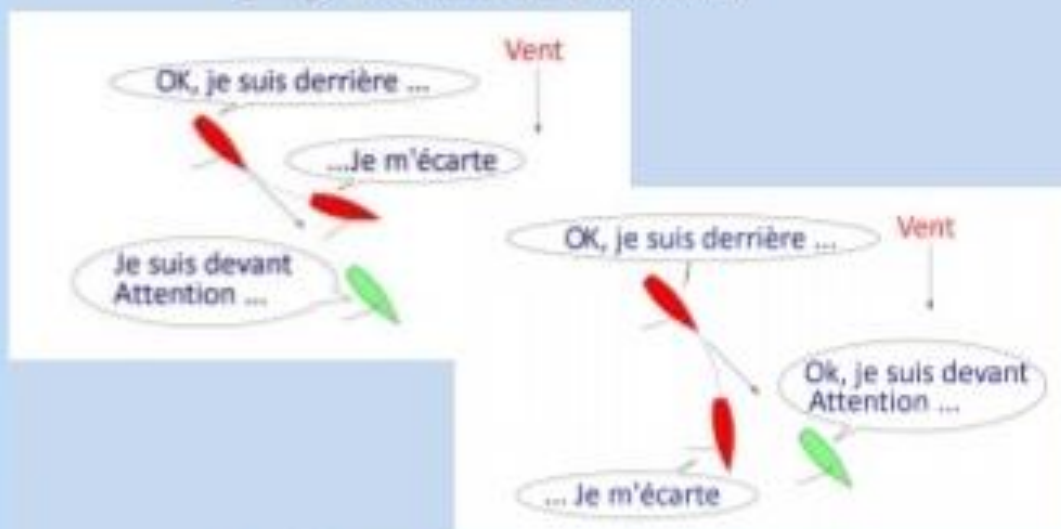 Vent
OK, je suis derrière ...
...Je m'écarte
Je suis devant
Attention ...
Vent
OK, je suis derrière ...
Ok, je suis devant
Attention ...
... Je m'écarte